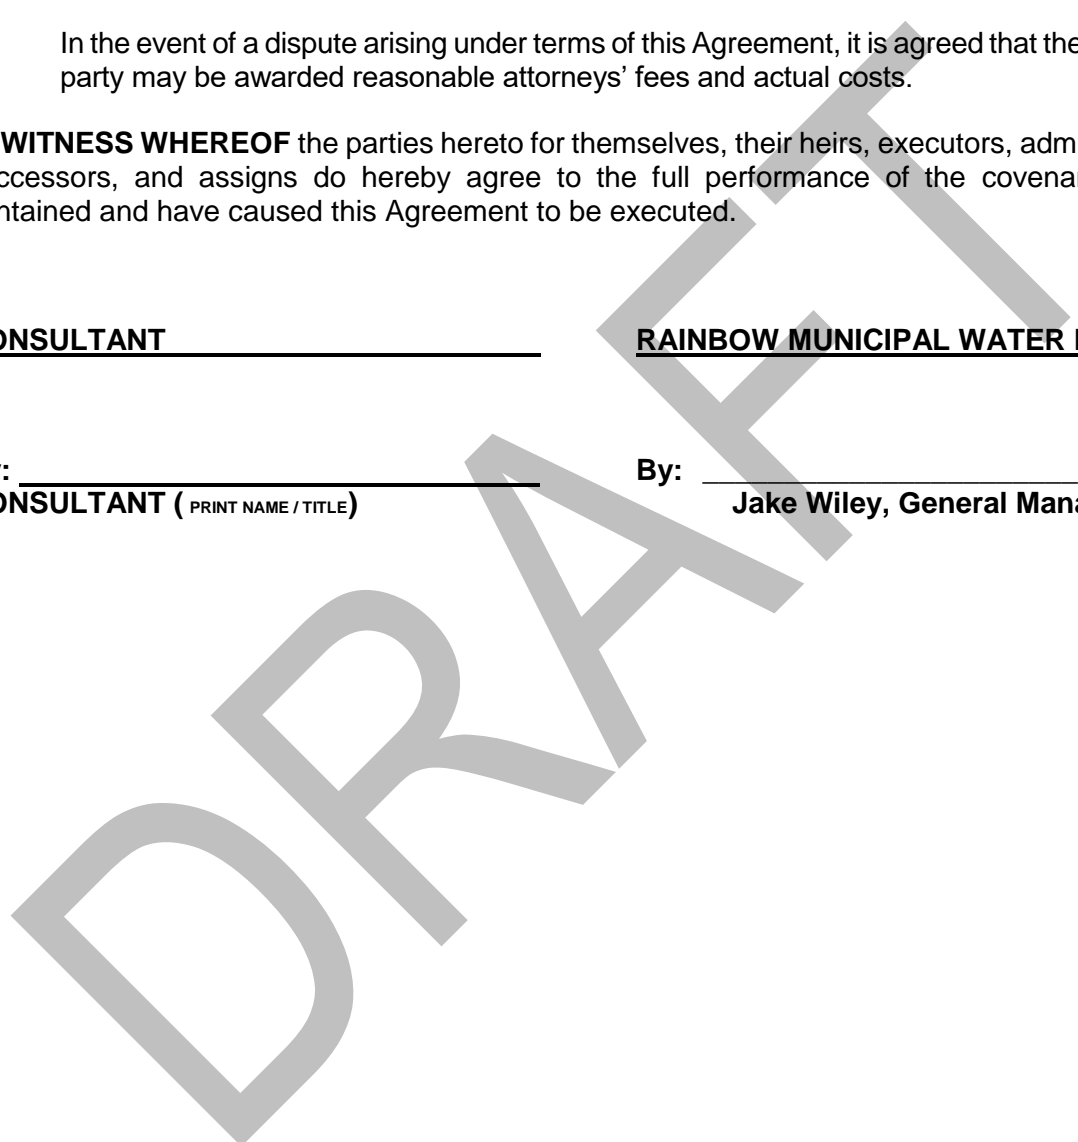 In the event of a dispute arising under terms of this Agreement, it is agreed that the
party may be awarded reasonable attorneys’ fees and actual costs.
WITNESS WHEREOF the parties hereto for themselves, their heirs, executors, adm
ccessors, and assigns do hereby agree to the full performance of the covena
ntained and have caused this Agreement to be executed.
ONSULTANT RAINBOW MUNICIPAL WATER
By: By:
ONSULTANT ( PRINT NAME / TITLE) Jake Wiley, General Mana
DRAFT